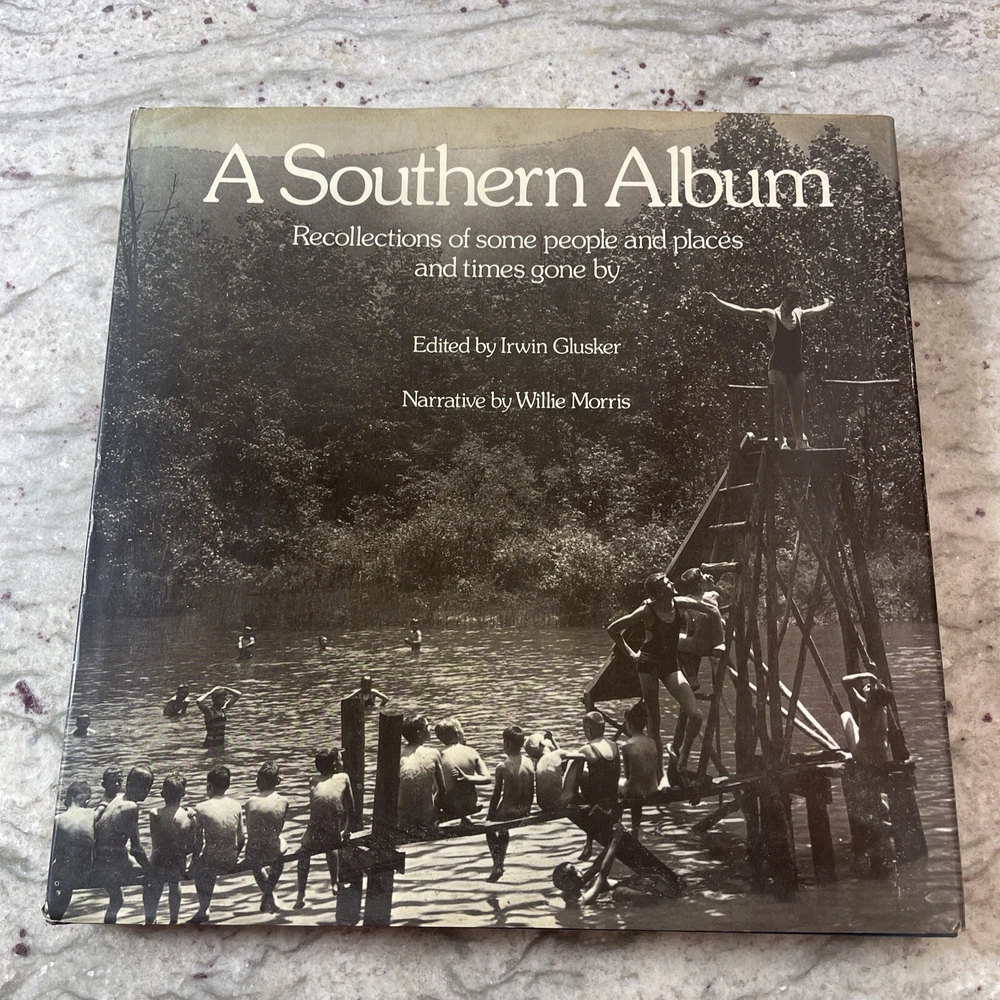 A Southern Album
Recollections of some people and places
and times gone by
Edited by Irwin Glusker
Narrative by Willie Morris